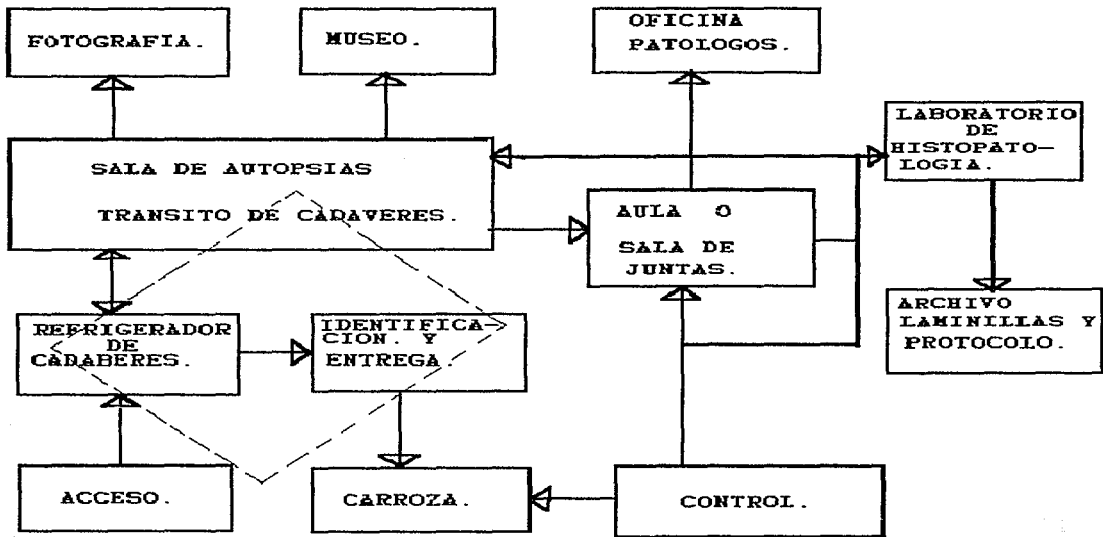 FOTOGRAFIA.
MUSEO.
OFICINA
PATOLOGOS.
LABORATORIO
DE
HISTOPATO-
LOGIA.
SALA DE AUTOPSIAS
TRANSITO DE CADAVERES.
AULA O
SALA DE
JUNTAS.
REFRIGERADOR
DE
CADABERES.
IDENTIFICA-
CION. Y
ENTREGA.
ARCHIVO
LAMINILLAS Y
PROTOCOLO.
ACCESO.
CARROZA.
CONTROL.